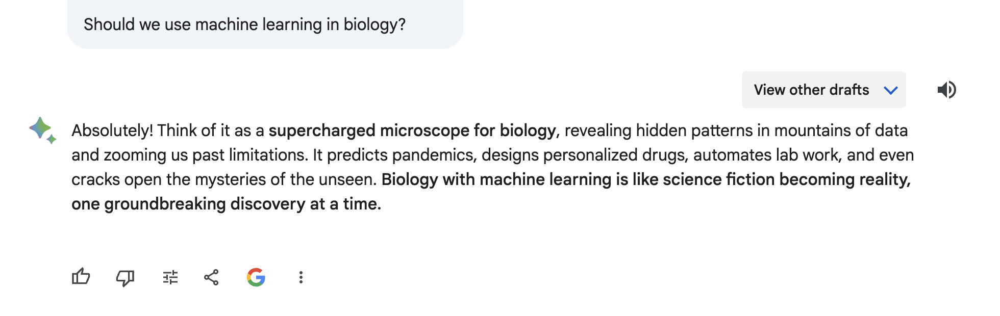 Should we use machine learning in biology?
View other drafts
Absolutely! Think of it as a supercharged microscope for biology, revealing hidden patterns in mountains of data
and zooming us past limitations. It predicts pandemics, designs personalized drugs, automates lab work, and even
cracks open the mysteries of the unseen. Biology with machine learning is like science fiction becoming reality,
one groundbreaking discovery at a time.